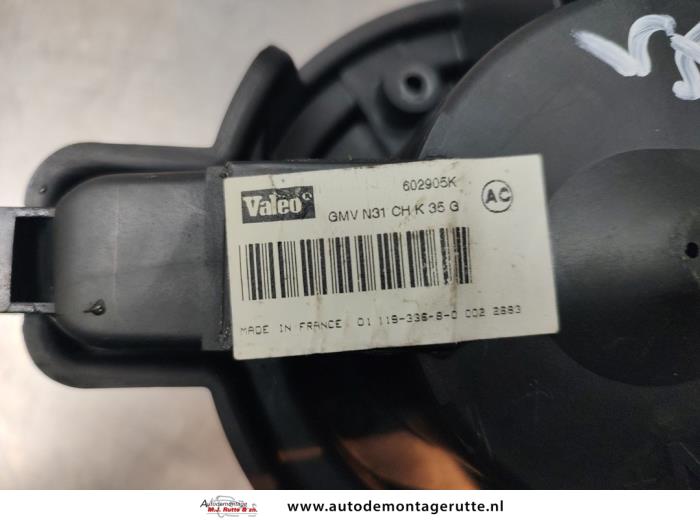 Valeo
602905K
GMV N31 CH K 35 G
AC
MADE IN FRANCE 01 119-336-8-0 002 2883
Autodemontage
M.J. Rutte & zn.
www.autodemontagerutte.nl